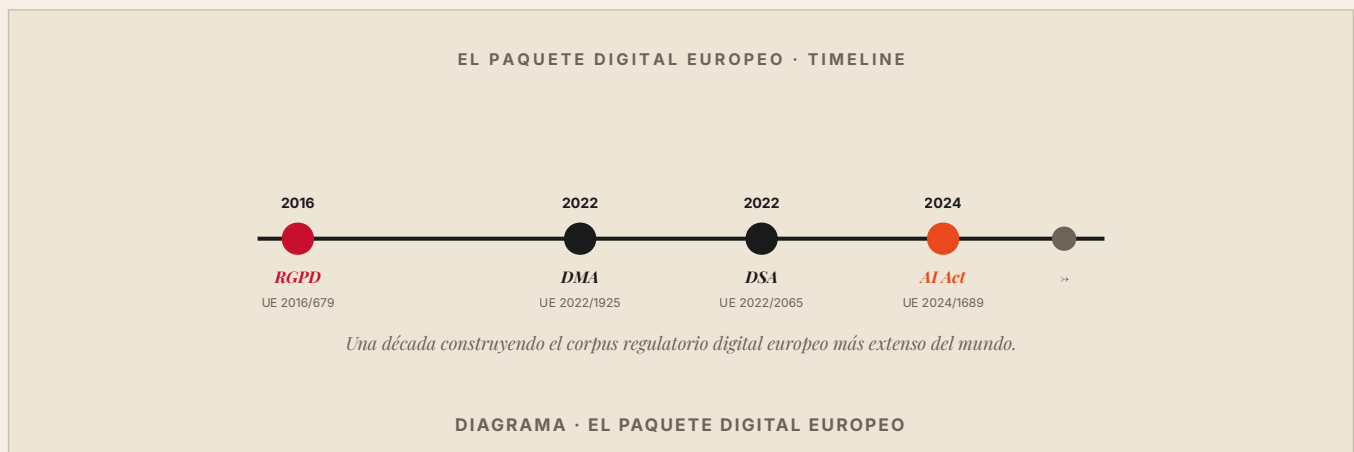 EL PAQUETE DIGITAL EUROPEO · TIMELINE
2016 2022 2022 2024
RGPD DMA DSA AI Act ↣
UE 2016/679 UE 2022/1925 UE 2022/2065 UE 2024/1689
Una década construyendo el corpus regulatorio digital europeo más extenso del mundo.
DIAGRAMA · EL PAQUETE DIGITAL EUROPEO